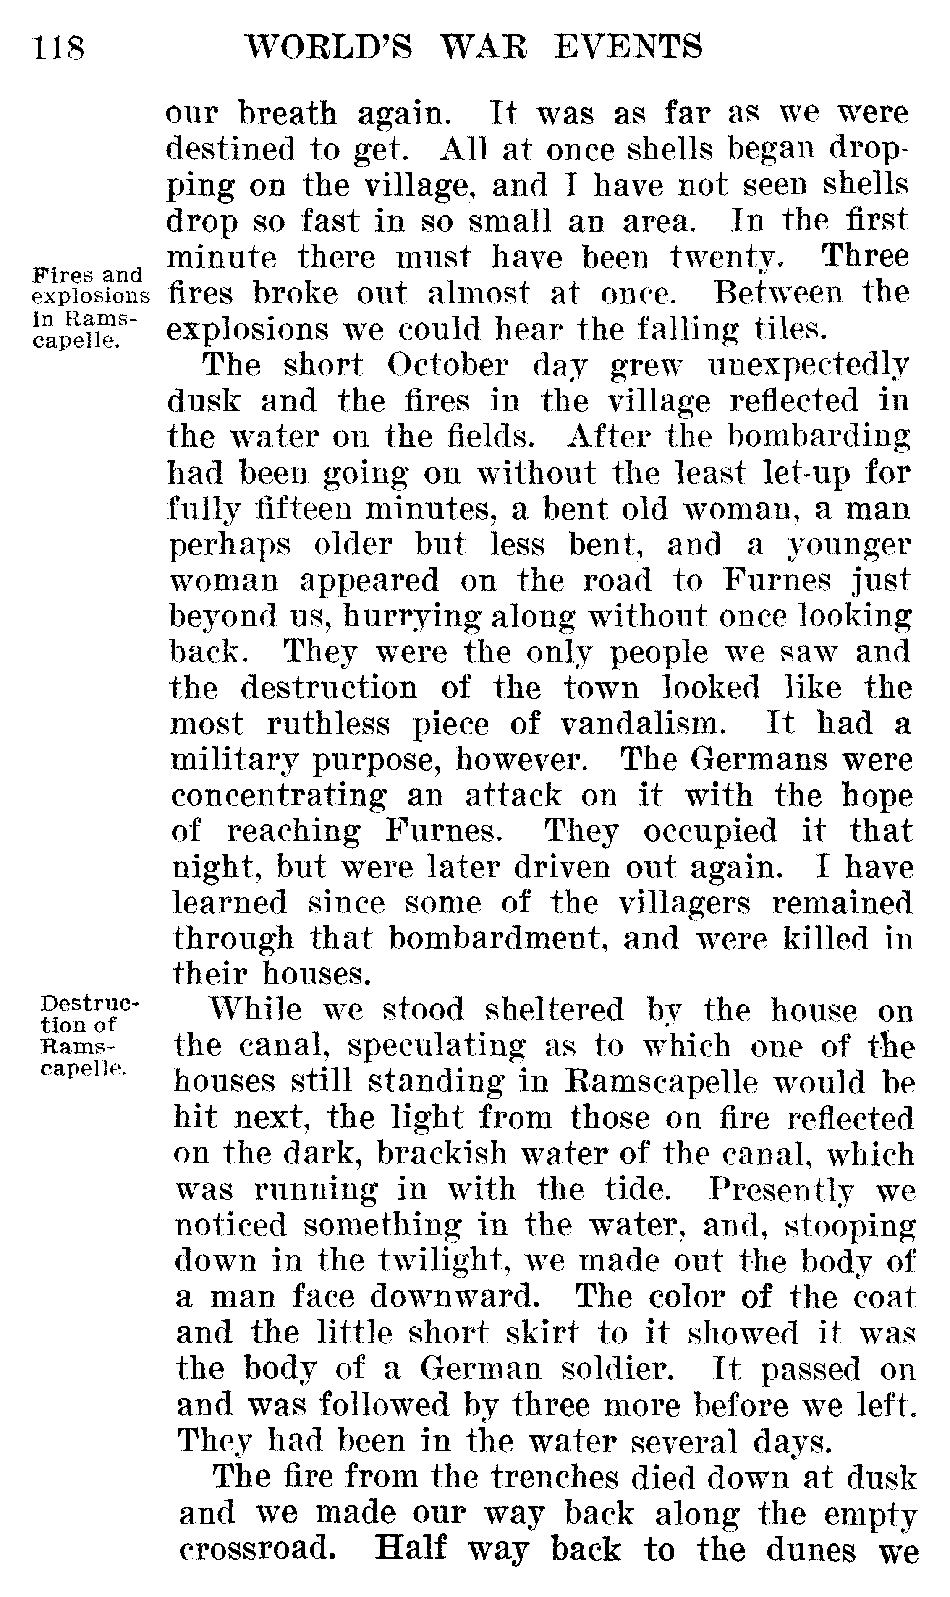 118 WORLD'S WAR EVENTS
our breath again. It was as far as we were
destined to get. All at once shells began drop-
ping on the village, and I have not seen shells
drop so fast in so small an area. In the first
minute there must have been twenty. Three
Fires and
explosions
in Rams-
capelle.
fires broke out almost at once. Between the
explosions we could hear the falling tiles.
The short October day grew unexpectedly
dusk and the fires in the village reflected in
the water on the fields. After the bombarding
had been going on without the least let-up for
fully fifteen minutes, a bent old woman, a man
perhaps older but less bent, and a younger
woman appeared on the road to Furnes just
beyond us, hurrying along without once looking
back. They were the only people we saw and
the destruction of the town looked like the
most ruthless piece of vandalism. It had a
military purpose, however. The Germans were
concentrating an attack on it with the hope
of reaching Furnes. They occupied it that
night, but were later driven out again. I have
learned since some of the villagers remained
through that bombardment, and were killed in
their houses.
Destruc-
tion of
Rams-
capelle.
While we stood sheltered by the house on
the canal, speculating as to which one of the
houses still standing in Ramscapelle would be
hit next, the light from those on fire reflected
on the dark, brackish water of the canal, which
was running in with the tide. Presently we
noticed something in the water, and, stooping
down in the twilight, we made out the body of
a man face downward. The color of the coat
and the little short skirt to it showed it was
the body of a German soldier. It passed on
and was followed by three more before we left.
They had been in the water several days.
The fire from the trenches died down at dusk
and we made our way back along the empty
crossroad. Half way back to the dunes we